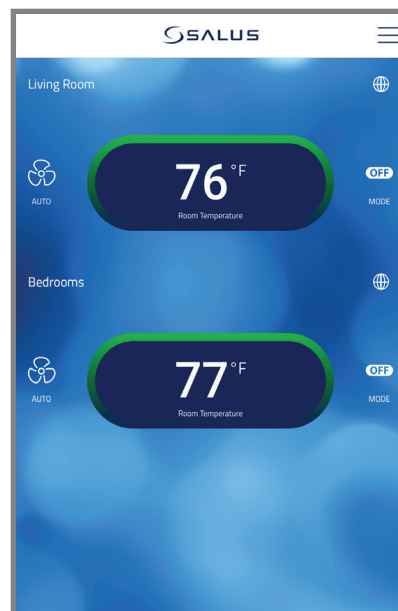 SALUS
Living Room
76°F
Room Temperature
AUTO
OFF
MODE
Bedrooms
77°F
Room Temperature
AUTO
OFF
MODE